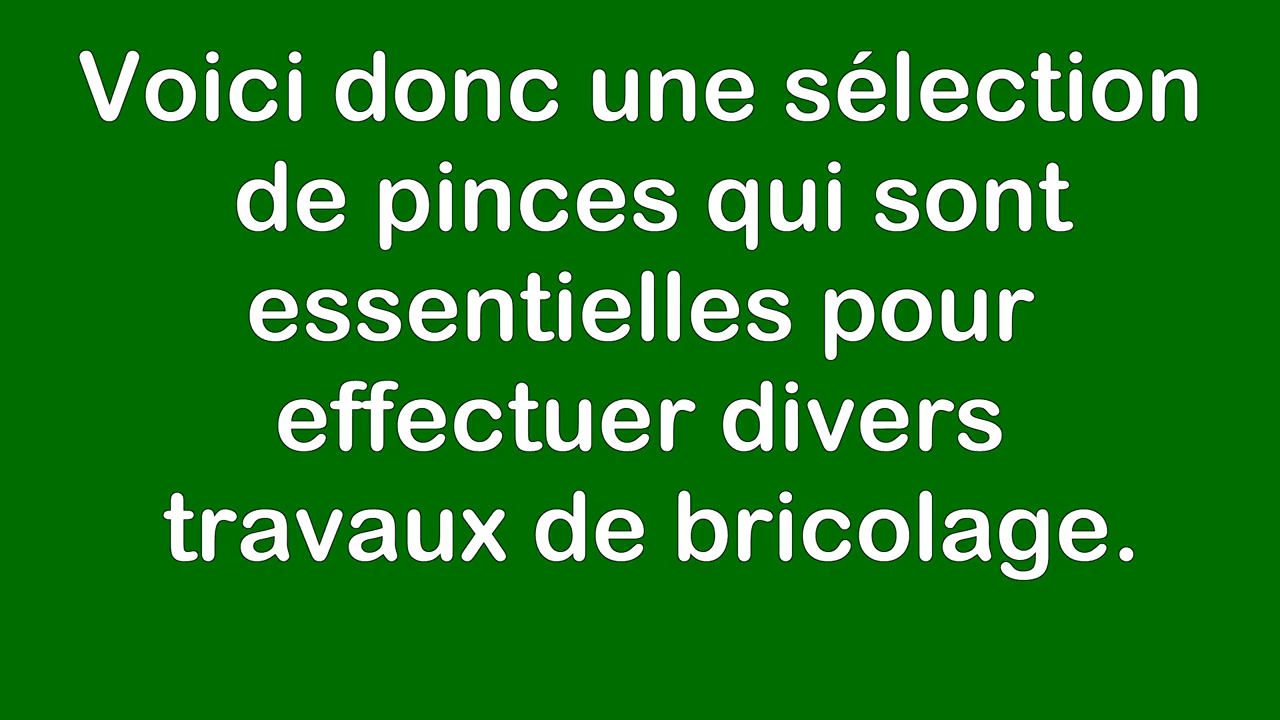 Voici donc une sélection
de pinces qui sont
essentielles pour
effectuer divers
travaux de bricolage.